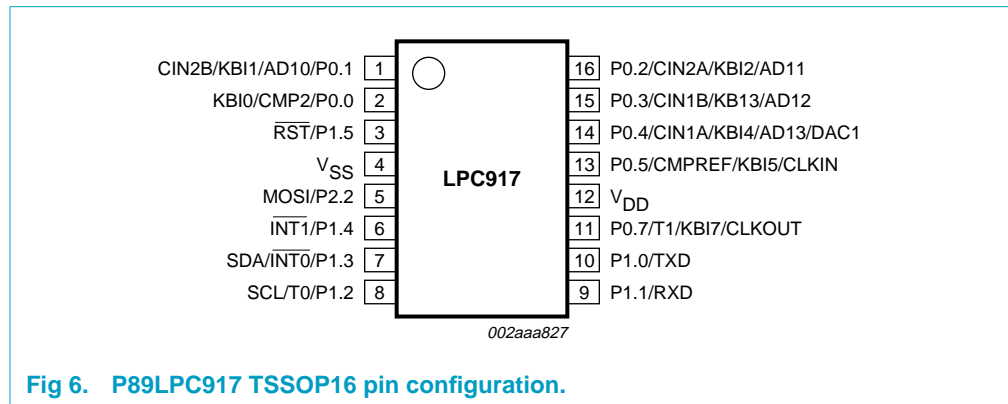 CIN2B/KBI1/AD10/P0.1 1
KBI0/CMP2/P0.0 2
R̅S̅T̅/P1.5 3
VSS 4
MOSI/P2.2 5
I̅N̅T̅1̅/P1.4 6
SDA/I̅N̅T̅0̅/P1.3 7
SCL/T0/P1.2 8
LPC917
16 P0.2/CIN2A/KBI2/AD11
15 P0.3/CIN1B/KB13/AD12
14 P0.4/CIN1A/KBI4/AD13/DAC1
13 P0.5/CMPREF/KBI5/CLKIN
12 VDD
11 P0.7/T1/KBI7/CLKOUT
10 P1.0/TXD
9 P1.1/RXD
002aaa827
Fig 6. P89LPC917 TSSOP16 pin configuration.